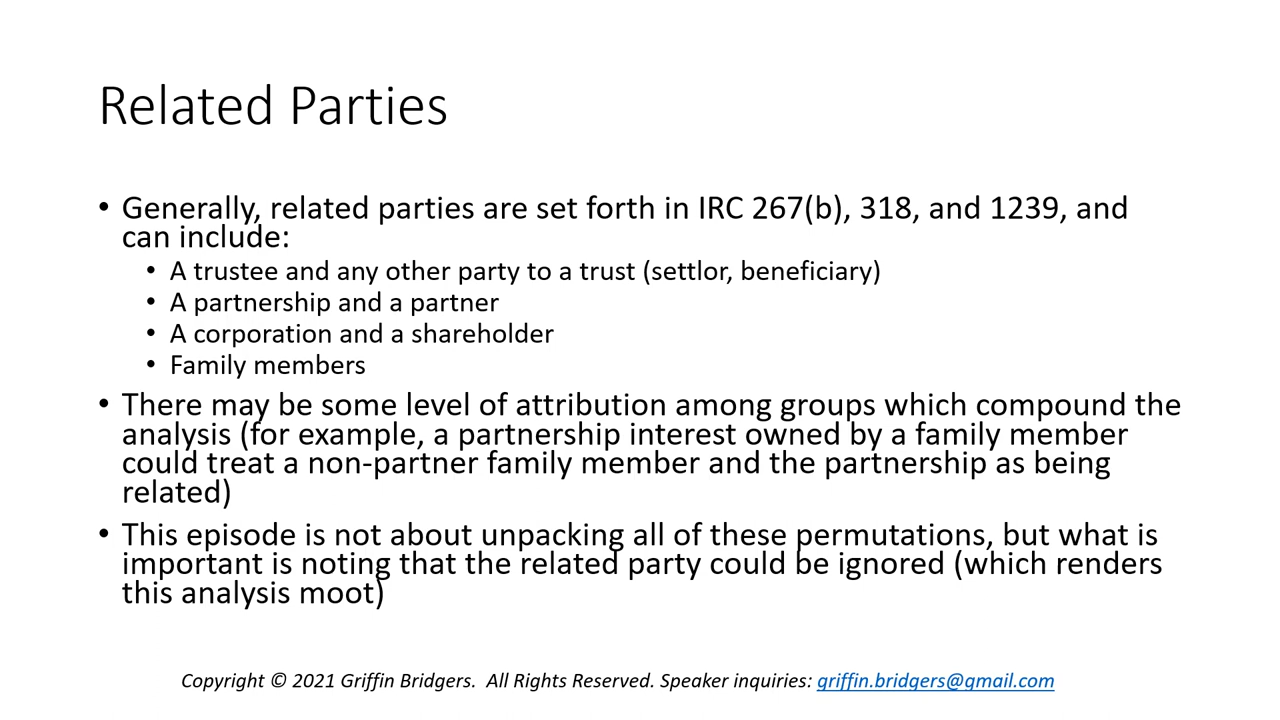 Related Parties
• Generally, related parties are set forth in IRC 267(b), 318, and 1239, and
can include:
• A trustee and any other party to a trust (settlor, beneficiary)
• A partnership and a partner
• A corporation and a shareholder
• Family members
• There may be some level of attribution among groups which compound the
analysis (for example, a partnership interest owned by a family member
could treat a non-partner family member and the partnership as being
related)
• This episode is not about unpacking all of these permutations, but what is
important is noting that the related party could be ignored (which renders
this analysis moot)
Copyright © 2021 Griffin Bridgers.  All Rights Reserved. Speaker inquiries: griffin.bridgers@gmail.com